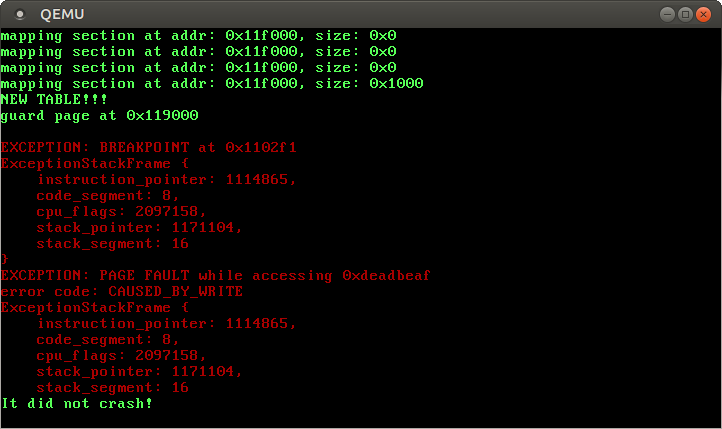 QEMU
mapping section at addr: 0x11f000, size: 0x0
mapping section at addr: 0x11f000, size: 0x0
mapping section at addr: 0x11f000, size: 0x0
mapping section at addr: 0x11f000, size: 0x1000
NEW TABLE!!!
guard page at 0x119000
EXCEPTION: BREAKPOINT at 0x1102f1
ExceptionStackFrame {
    instruction_pointer: 1114865,
    code_segment: 8,
    cpu_flags: 2097158,
    stack_pointer: 1171104,
    stack_segment: 16
}
EXCEPTION: PAGE FAULT while accessing 0xdeadbeaf
error code: CAUSED_BY_WRITE
ExceptionStackFrame {
    instruction_pointer: 1114865,
    code_segment: 8,
    cpu_flags: 2097158,
    stack_pointer: 1171104,
    stack_segment: 16
It did not crash!